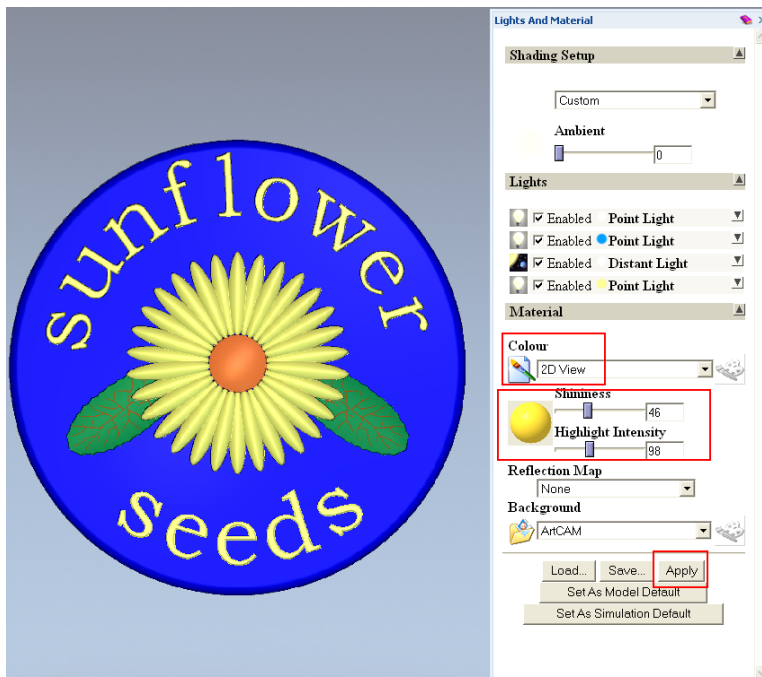 sunflower
seeds
Lights And Material
Shading Setup
Custom
Ambient
0
Lights
Enabled Point Light
Enabled Point Light
Enabled Distant Light
Enabled Point Light
Material
Colour
2D View
Shininess
46
Highlight Intensity
98
Reflection Map
None
Background
ArtCAM
Load... Save... Apply
Set As Model Default
Set As Simulation Default